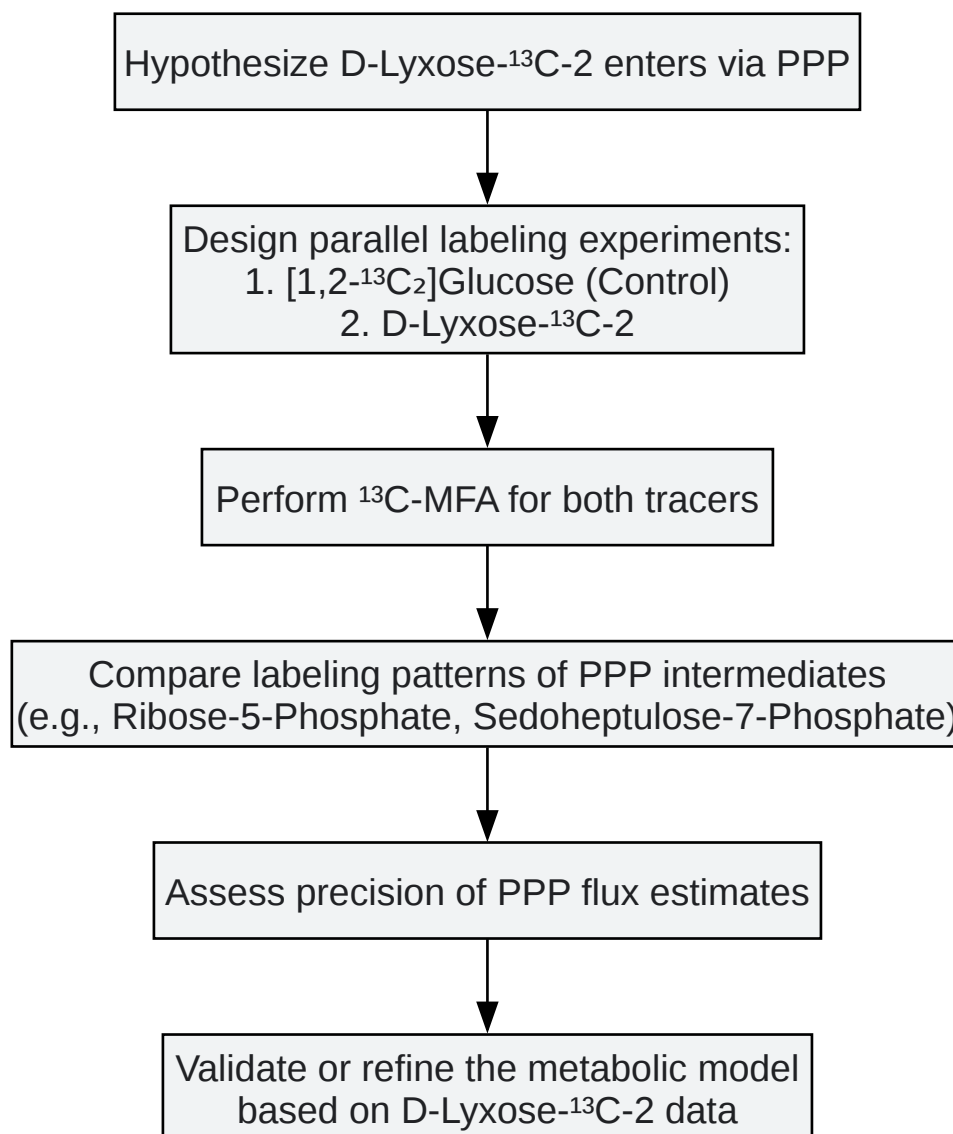 Hypothesize D-Lyxose-¹³C-2 enters via PPP
Design parallel labeling experiments:
1. [1,2-¹³C₂]Glucose (Control)
2. D-Lyxose-¹³C-2
Perform ¹³C-MFA for both tracers
Compare labeling patterns of PPP intermediates
(e.g., Ribose-5-Phosphate, Sedoheptulose-7-Phosphate)
Assess precision of PPP flux estimates
Validate or refine the metabolic model
based on D-Lyxose-¹³C-2 data